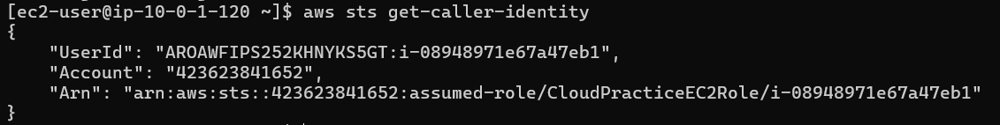 [ec2-user@ip-10-0-1-120 ~]$ aws sts get-caller-identity
{
    "UserId": "AROAWFIPS252KHNYKS5GT:i-08948971e67a47eb1",
    "Account": "423623841652",
    "Arn": "arn:aws:sts::423623841652:assumed-role/CloudPracticeEC2Role/i-08948971e67a47eb1"
}